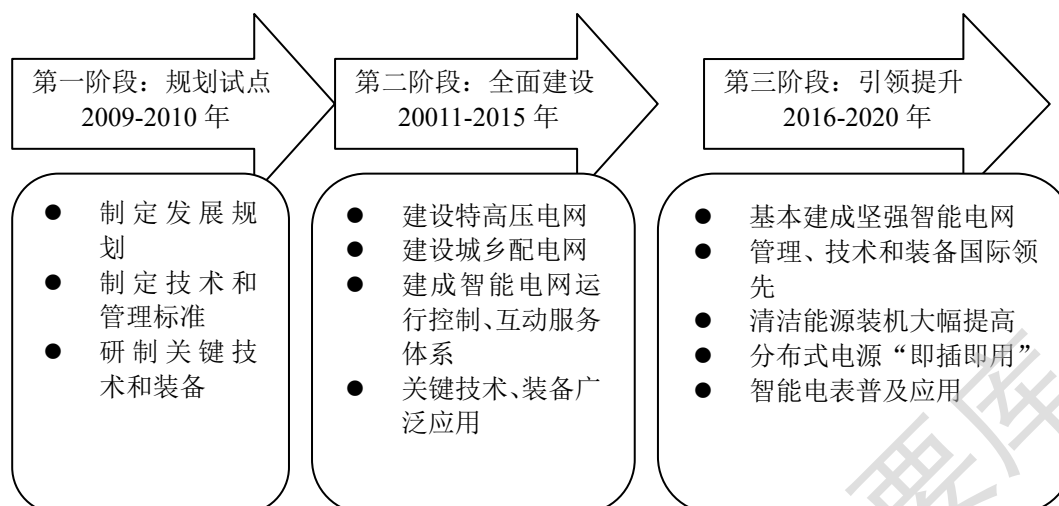 第一阶段：规划试点
2009-2010 年
第二阶段：全面建设
20011-2015 年
第三阶段：引领提升
2016-2020 年
● 制定发展规
划
● 制定技术和
管理标准
● 研制关键技
术和装备
● 建设特高压电网
● 建设城乡配电网
● 建成智能电网运
行控制、互动服务
体系
● 关键技术、装备广
泛应用
● 基本建成坚强智能电网
● 管理、技术和装备国际领
先
● 清洁能源装机大幅提高
● 分布式电源“即插即用”
● 智能电表普及应用
要库